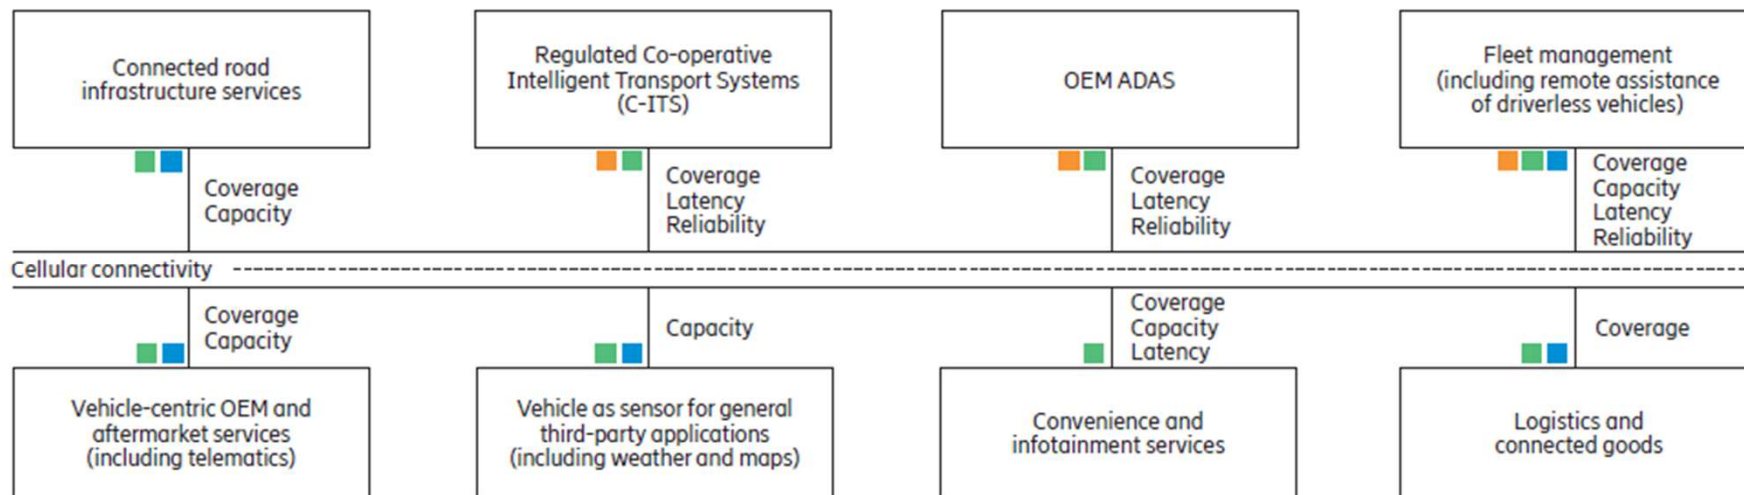 Connected road
infrastructure services
Regulated Co-operative
Intelligent Transport Systems
(C-ITS)
OEM ADAS
Fleet management
(including remote assistance
of driverless vehicles)
Coverage
Capacity
Coverage
Latency
Reliability
Coverage
Latency
Reliability
Coverage
Capacity
Latency
Reliability
Cellular connectivity
Coverage
Capacity
Capacity
Coverage
Capacity
Latency
Coverage
Vehicle-centric OEM and
aftermarket services
(including telematics)
Vehicle as sensor for general
third-party applications
(including weather and maps)
Convenience and
infotainment services
Logistics and
connected goods